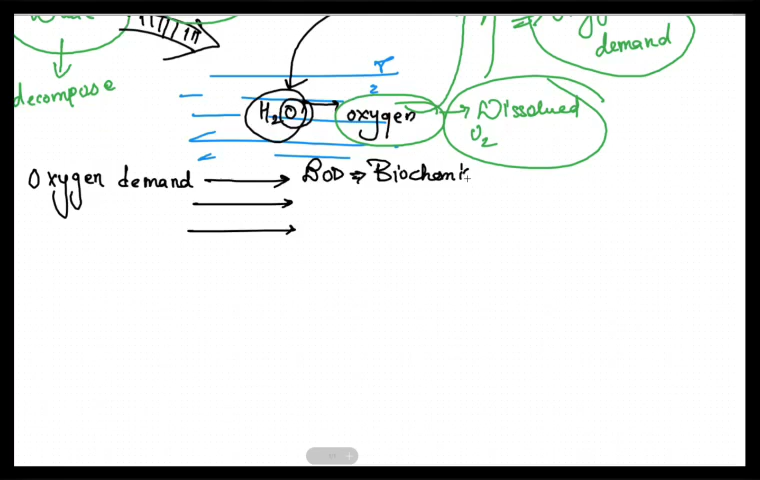 demand
decompose
H2O → oxygen → Dissolved
O2
Oxygen demand → BOD ⇒ Biochemi